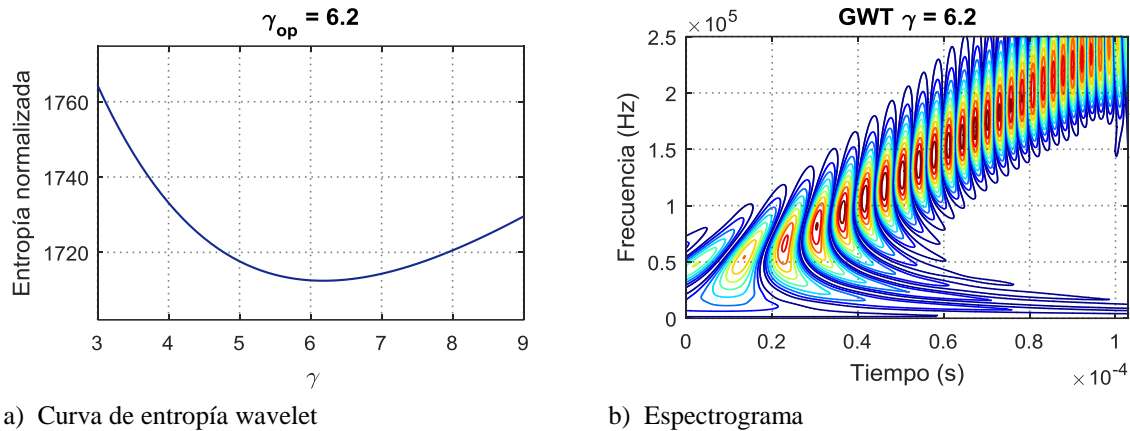 γop = 6.2
Entropía normalizada
1760
1740
1720
3 4 5 6 7 8 9
γ
GWT γ = 6.2
×10^5
Frecuencia (Hz)
2.5
2
1.5
1
0.5
0
0 0.2 0.4 0.6 0.8 1
Tiempo (s)
×10^-4
a) Curva de entropía wavelet
b) Espectrograma